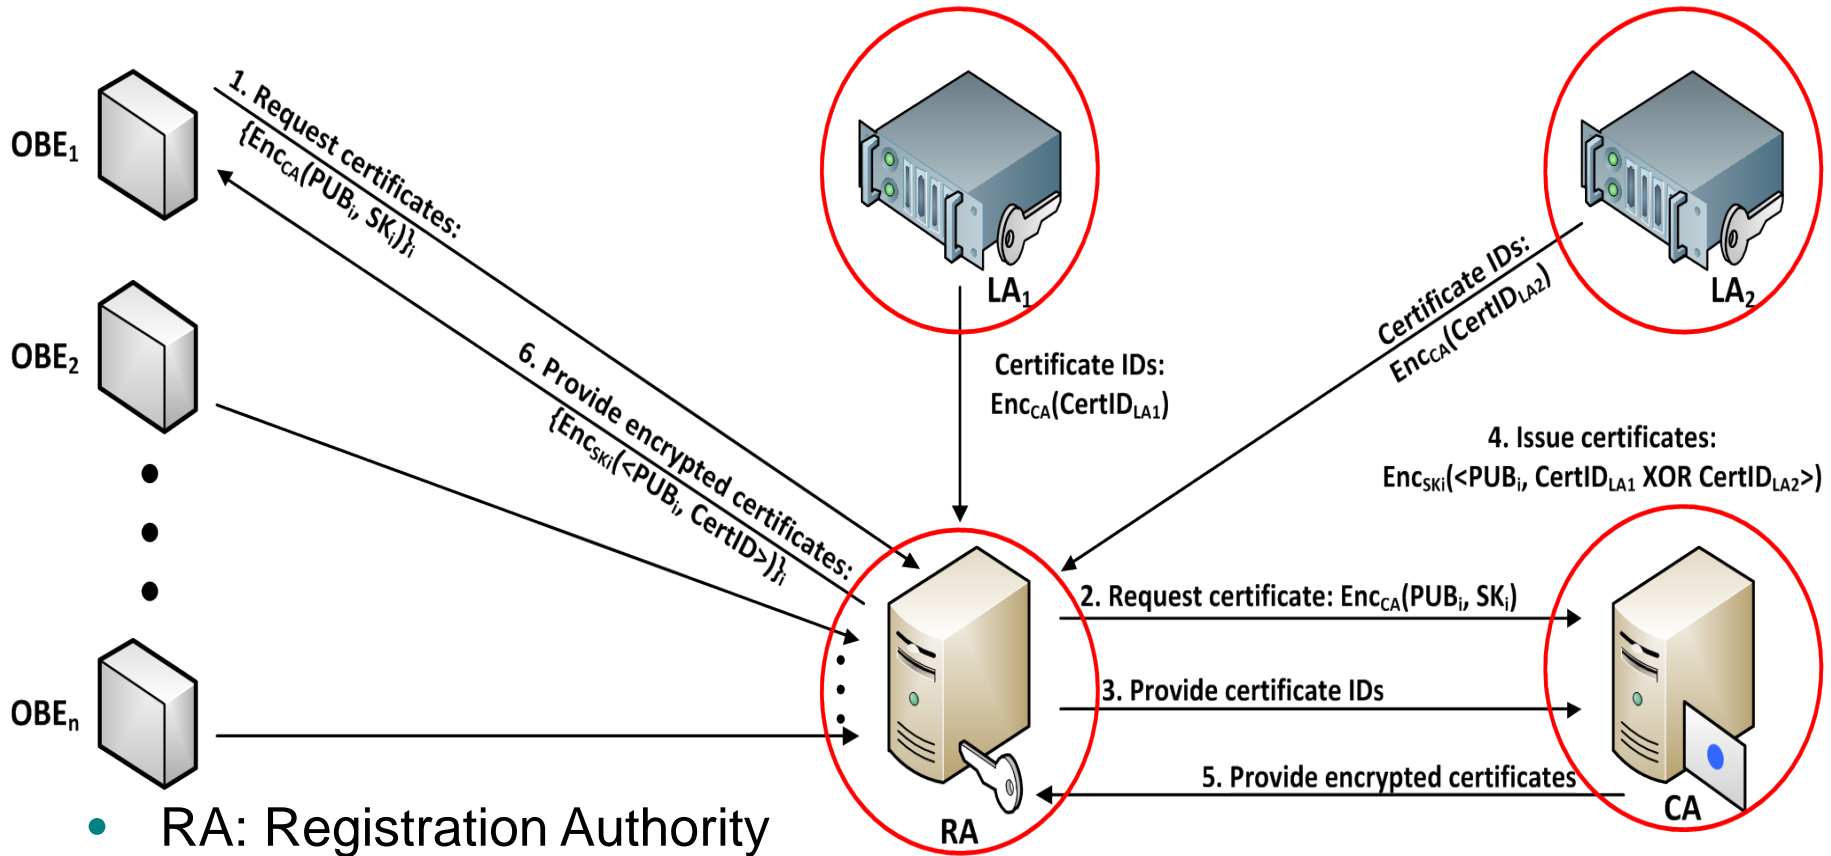 OBE1
1. Request certificates:
{EncCA(PUBi, SKi)}i
LA1
LA2
Certificate IDs:
EncCA(CertIDLA2)
OBE2
6. Provide encrypted certificates:
{EncSKi(<PUBi, CertID>)}i
Certificate IDs:
EncCA(CertIDLA1)
4. Issue certificates:
EncSKi(<PUBi, CertIDLA1 XOR CertIDLA2>)
2. Request certificate: EncCA(PUBi, SKi)
3. Provide certificate IDs
OBEn
5. Provide encrypted certificates
RA
CA
• RA: Registration Authority